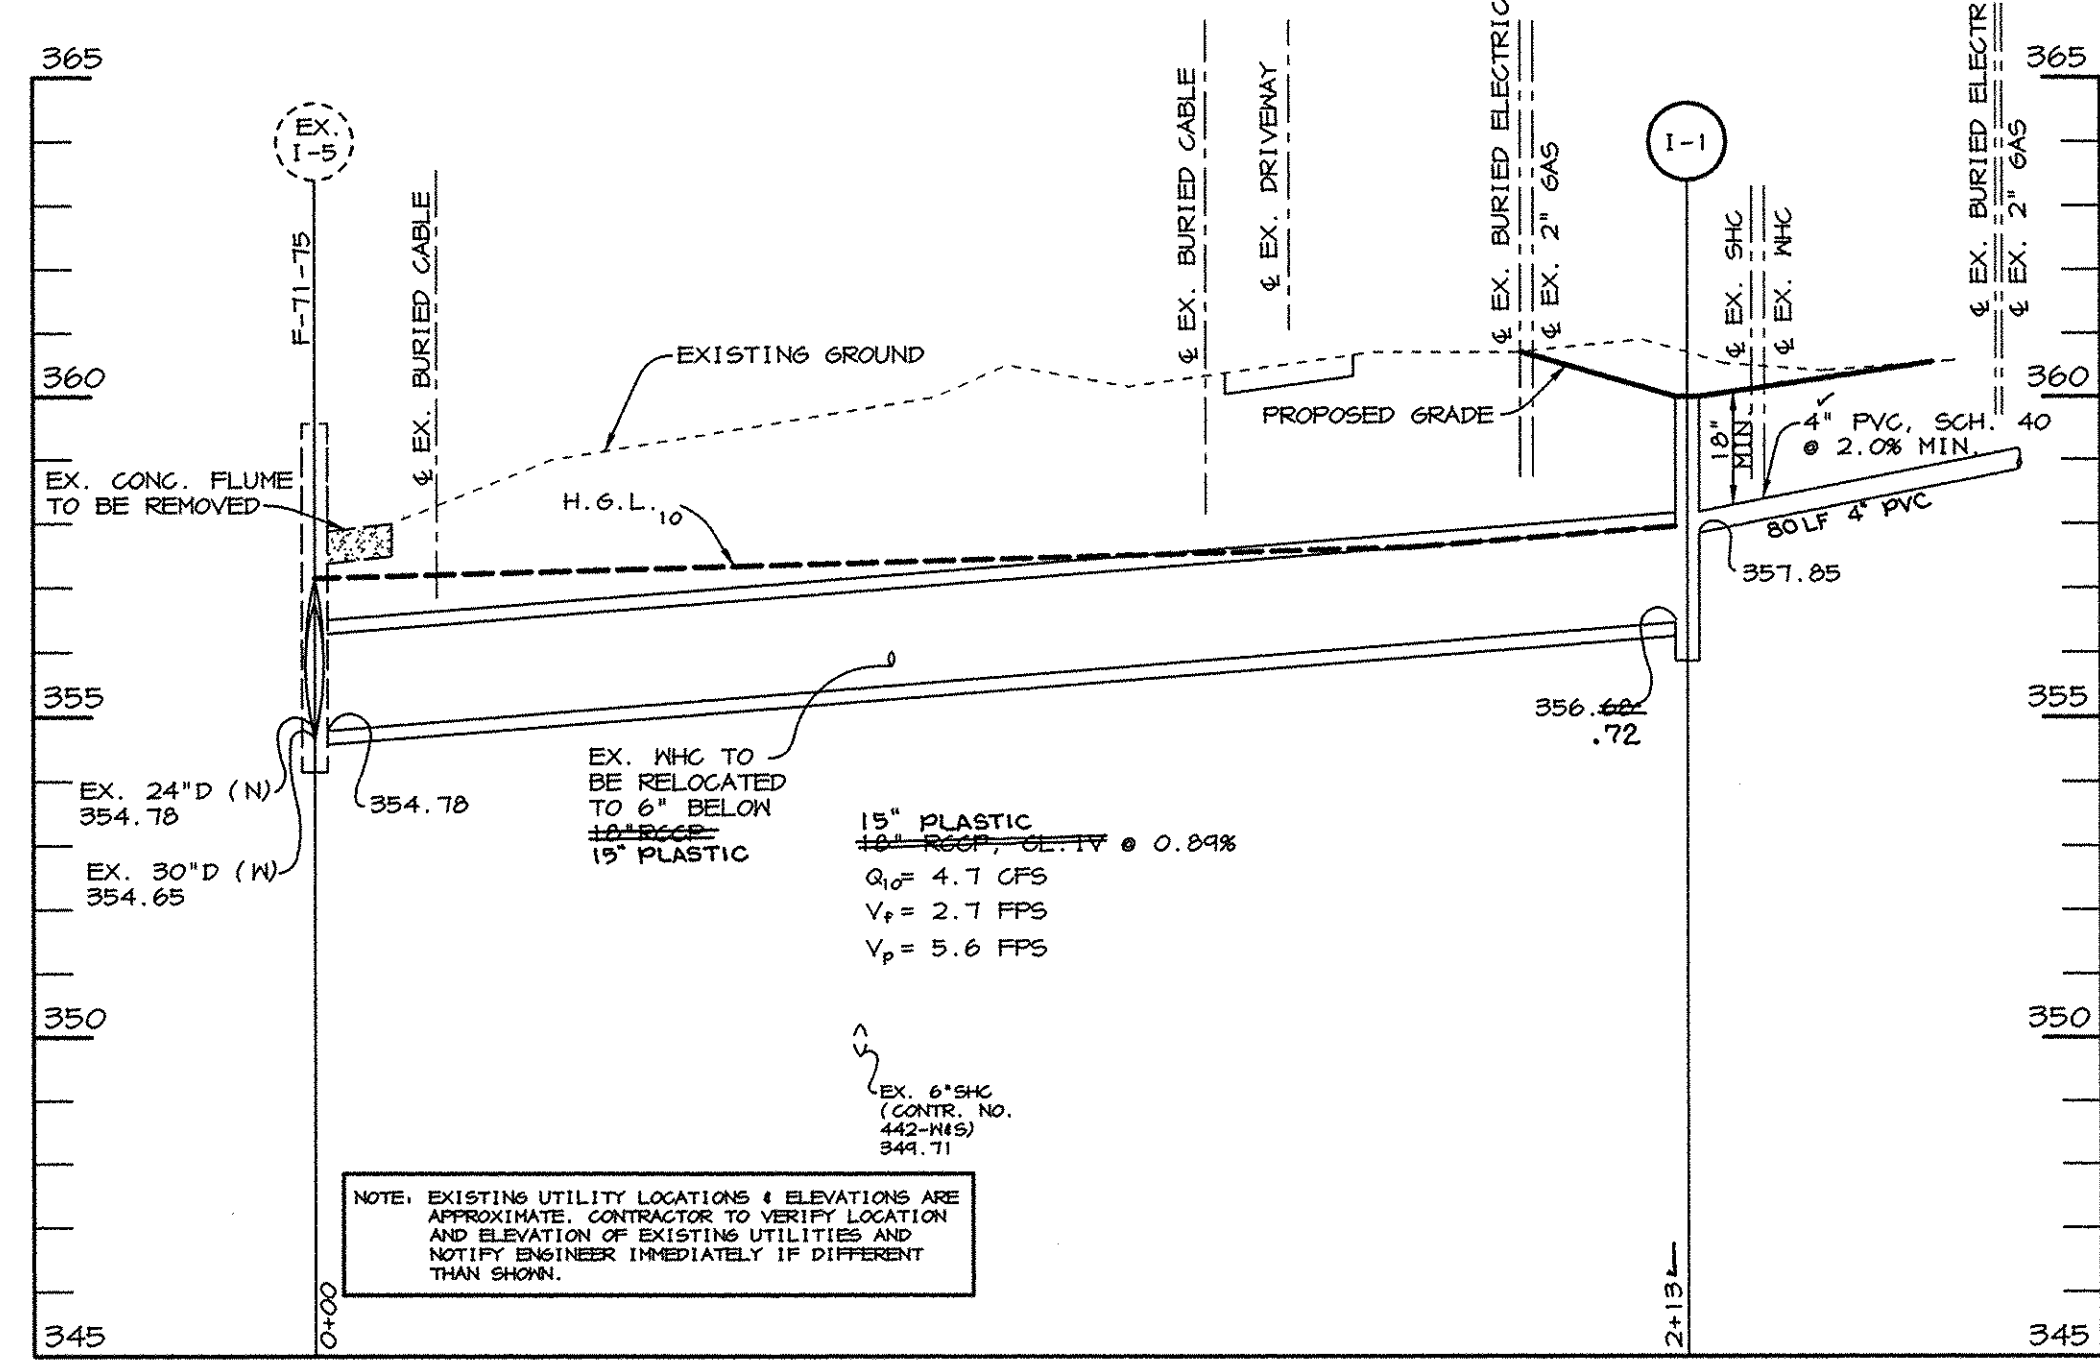 365
365
EX.
I-5
I-1
F-71-75
℄ EX. BURIED CABLE
℄ EX. BURIED CABLE
℄ EX. DRIVEWAY
℄ EX. BURIED ELECTRIC
℄ EX. 2" GAS
℄ EX. SHC
℄ EX. WHC
℄ EX. BURIED ELECTR
℄ EX. 2" GAS
EXISTING GROUND
360
360
PROPOSED GRADE
18"
MIN.
4" PVC, SCH. 40
@ 2.0% MIN.
EX. CONC. FLUME
TO BE REMOVED
H.G.L.10
80LF 4" PVC
357.85
355
355
356.68
.72
EX. 24"D (N)
354.78
354.78
EX. 30"D (W)
354.65
EX. WHC TO
BE RELOCATED
TO 6" BELOW
18"RCCP
15" PLASTIC
15" PLASTIC
18" RCCP, CL.IV @ 0.89%
Q10= 4.7 CFS
Vf= 2.7 FPS
Vp= 5.6 FPS
350
350
EX. 6"SHC
(CONTR. NO.
442-W&S)
349.71
NOTE: EXISTING UTILITY LOCATIONS & ELEVATIONS ARE
APPROXIMATE. CONTRACTOR TO VERIFY LOCATION
AND ELEVATION OF EXISTING UTILITIES AND
NOTIFY ENGINEER IMMEDIATELY IF DIFFERENT
THAN SHOWN.
0+00
2+13
345
345